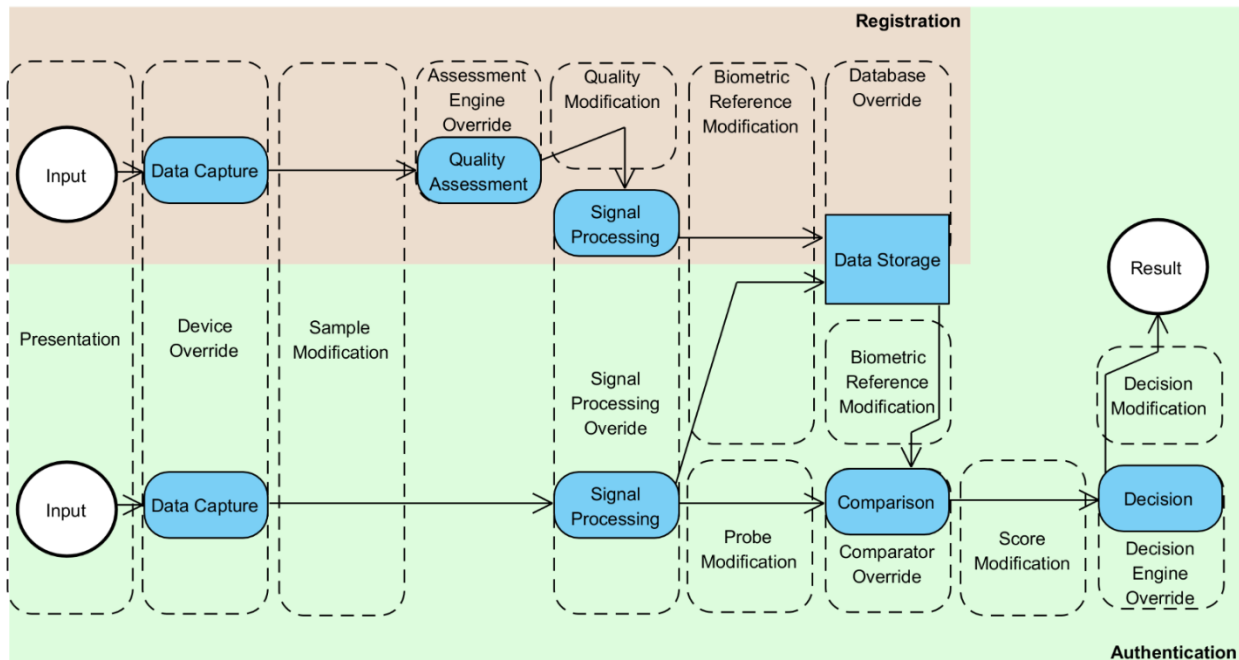 Registration
Assessment
Engine
Override
Quality
Modification
Biometric
Reference
Modification
Database
Override
Input
Data Capture
Quality
Assessment
Signal
Processing
Data Storage
Result
Presentation
Device
Override
Sample
Modification
Signal
Processing
Overide
Biometric
Reference
Modification
Decision
Modification
Input
Data Capture
Signal
Processing
Comparison
Decision
Probe
Modification
Comparator
Override
Score
Modification
Decision
Engine
Override
Authentication